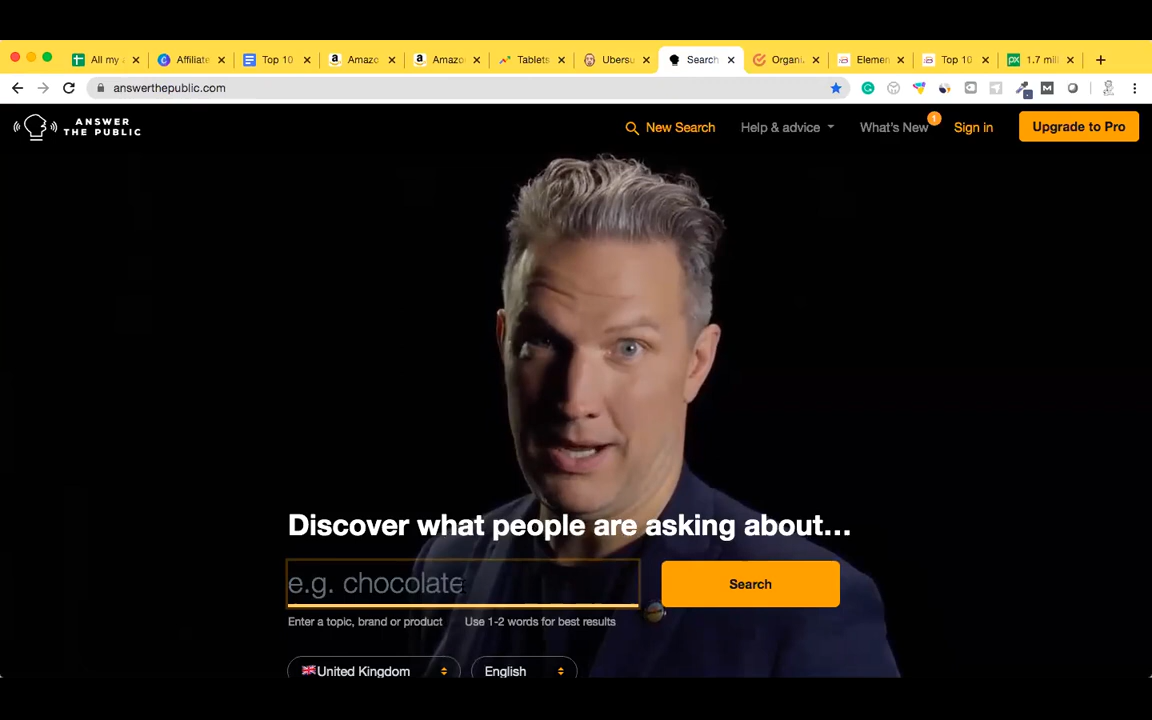 All my
Affiliate
Top 10
Amazo
Amazo
Tablets
Ubersu
Search
Organi
Elemen
Top 10
1.7 mil
answerthepublic.com
ANSWER
THE PUBLIC
New Search
Help & advice
What's New
1
Sign in
Upgrade to Pro
Discover what people are asking about...
e.g. chocolate
Search
Enter a topic, brand or product
Use 1-2 words for best results
United Kingdom
English